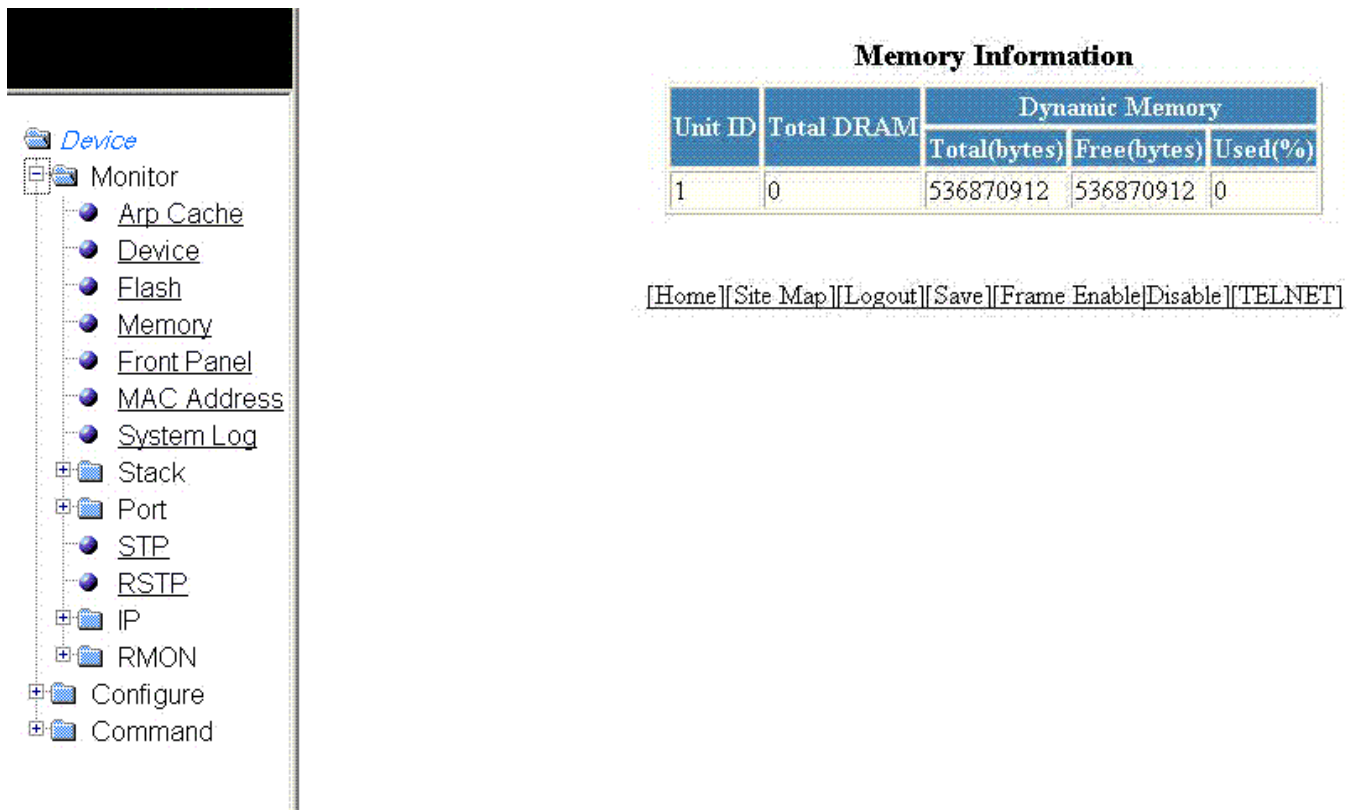 Device
Monitor
Arp Cache
Device
Flash
Memory
Front Panel
MAC Address
System Log
Stack
Port
STP
RSTP
IP
RMON
Configure
Command
Memory Information
Unit ID Total DRAM Dynamic Memory
Total(bytes) Free(bytes) Used(%)
1 0 536870912 536870912 0
[Home][Site Map][Logout][Save][Frame Enable|Disable][TELNET]